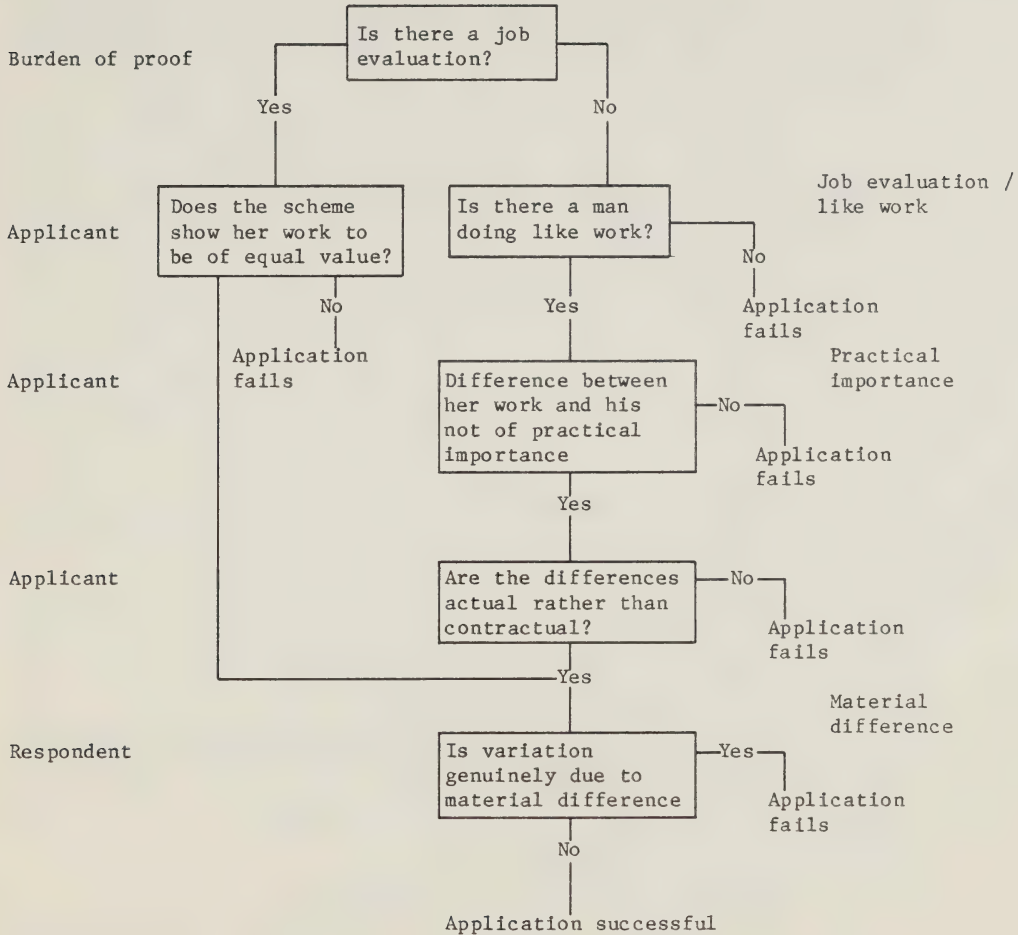 Is there a job
evaluation?
Burden of proof
Yes
No
Job evaluation /
like work
Does the scheme
show her work to
be of equal value?
Is there a man
doing like work?
Applicant
No
No
Yes
Application
fails
Application
fails
Practical
importance
Applicant
Difference between
her work and his
not of practical
importance
No
Application
fails
Yes
Applicant
Are the differences
actual rather than
contractual?
No
Application
fails
Yes
Material
difference
Respondent
Is variation
genuinely due to
material difference
Yes
Application
fails
No
Application successful